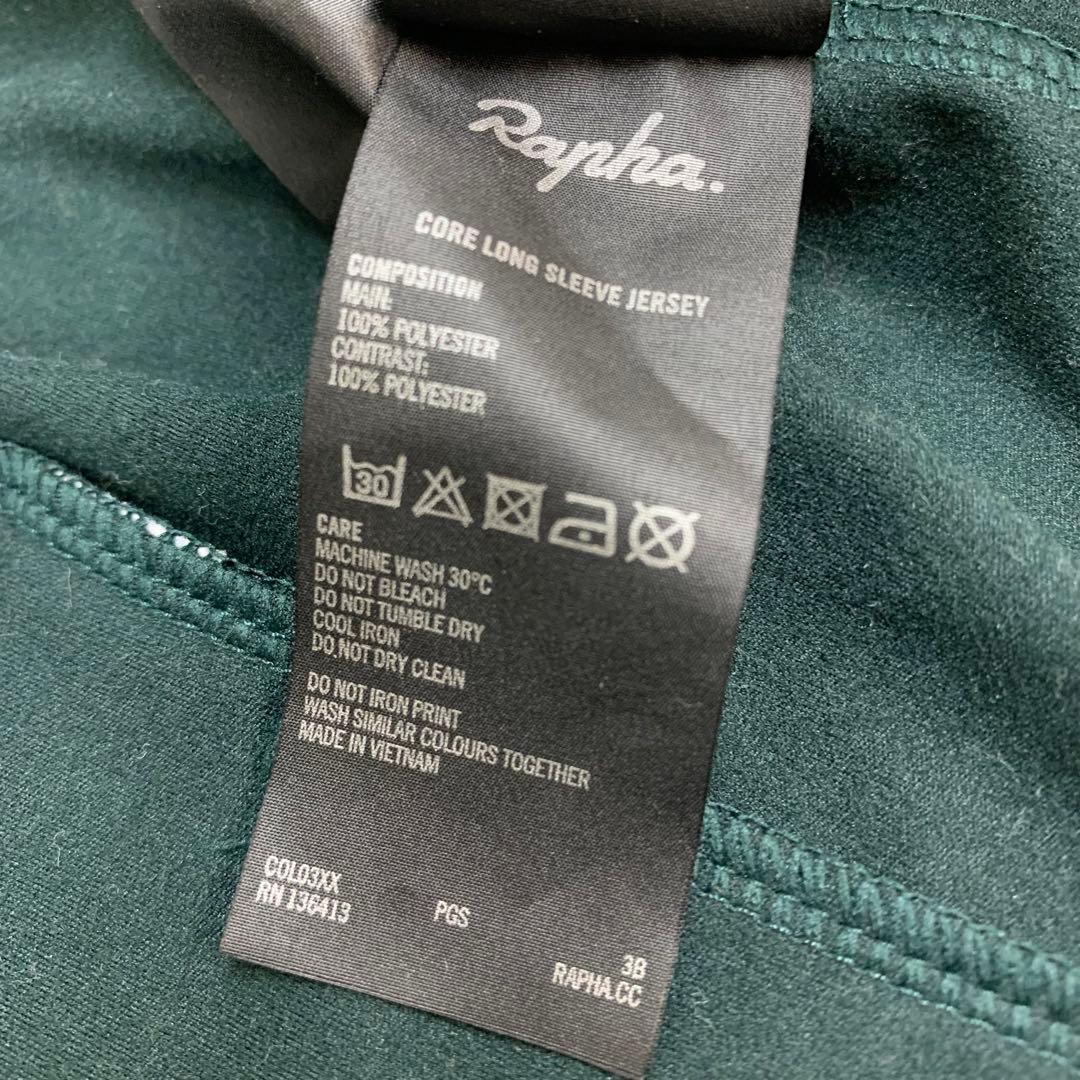 Rapha.
CORE LONG SLEEVE JERSEY
COMPOSITION
MAIN:
100% POLYESTER
CONTRAST:
100% POLYESTER
30
CARE
MACHINE WASH 30°C
DO NOT BLEACH
DO NOT TUMBLE DRY
COOL IRON
DO NOT DRY CLEAN
DO NOT IRON PRINT
WASH SIMILAR COLOURS TOGETHER
MADE IN VIETNAM
COL03XX
RN 136413
PGS
3B
RAPHA.CC